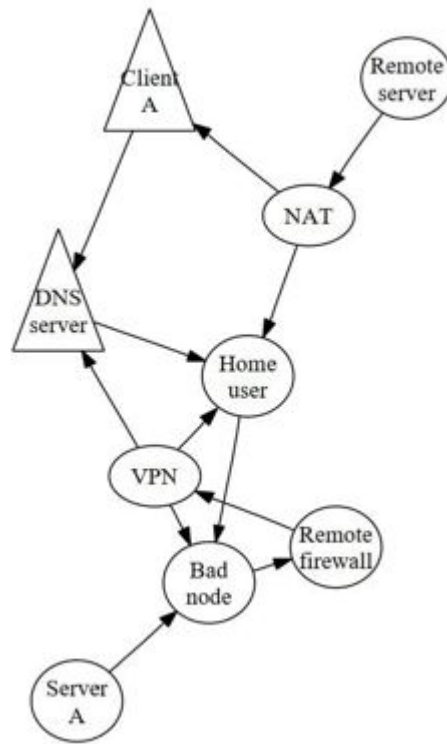 Client
A
Remote
server
NAT
DNS
server
Home
user
VPN
Remote
firewall
Bad
node
Server
A